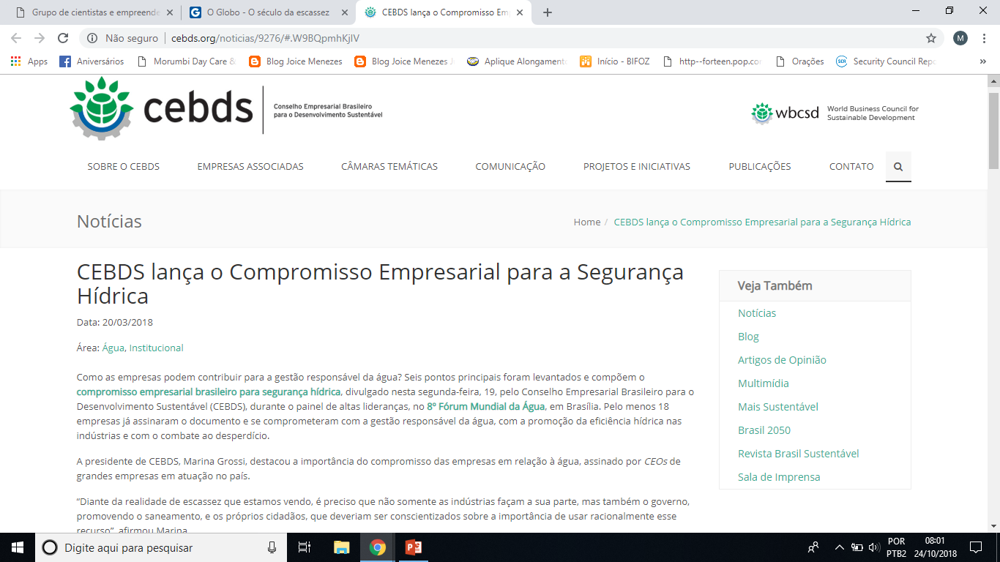 Grupo de cientistas e empreende
O Globo - O século da escassez
CEBDS lança o Compromisso Em
Não seguro
cebds.org/noticias/9276/#.W9BQpmhKjIV
M
Apps
Aniversários
Morumbi Day Care &
Blog Joice Menezes
Blog Joice Menezes
Aplique Alongament
Início - BIFOZ
http--forteen.pop.co
Orações
Security Council Rep
cebds
Conselho Empresarial Brasileiro
para o Desenvolvimento Sustentável
wbcsd
World Business Council for
Sustainable Development
SOBRE O CEBDS
EMPRESAS ASSOCIADAS
CÂMARAS TEMÁTICAS
COMUNICAÇÃO
PROJETOS E INICIATIVAS
PUBLICAÇÕES
CONTATO
Notícias
Home / CEBDS lança o Compromisso Empresarial para a Segurança Hídrica
CEBDS lança o Compromisso Empresarial para a Segurança
Hídrica
Data: 20/03/2018
Área: Água, Institucional
Como as empresas podem contribuir para a gestão responsável da água? Seis pontos principais foram levantados e compõem o
compromisso empresarial brasileiro para segurança hídrica, divulgado nesta segunda-feira, 19, pelo Conselho Empresarial Brasileiro para o
Desenvolvimento Sustentável (CEBDS), durante o painel de altas lideranças, no 8º Fórum Mundial da Água, em Brasília. Pelo menos 18
empresas já assinaram o documento e se comprometeram com a gestão responsável da água, com a promoção da eficiência hídrica nas
indústrias e com o combate ao desperdício.
A presidente de CEBDS, Marina Grossi, destacou a importância do compromisso das empresas em relação à água, assinado por CEOs de
grandes empresas em atuação no país.
“Diante da realidade de escassez que estamos vendo, é preciso que não somente as indústrias façam a sua parte, mas também o governo,
promovendo o saneamento, e os próprios cidadãos, que deveriam ser conscientizados sobre a importância de usar racionalmente esse
recurso”, afirmou Marina.
Veja Também
Notícias
Blog
Artigos de Opinião
Multimídia
Mais Sustentável
Brasil 2050
Revista Brasil Sustentável
Sala de Imprensa
Digite aqui para pesquisar
POR
PTB2
08:01
24/10/2018